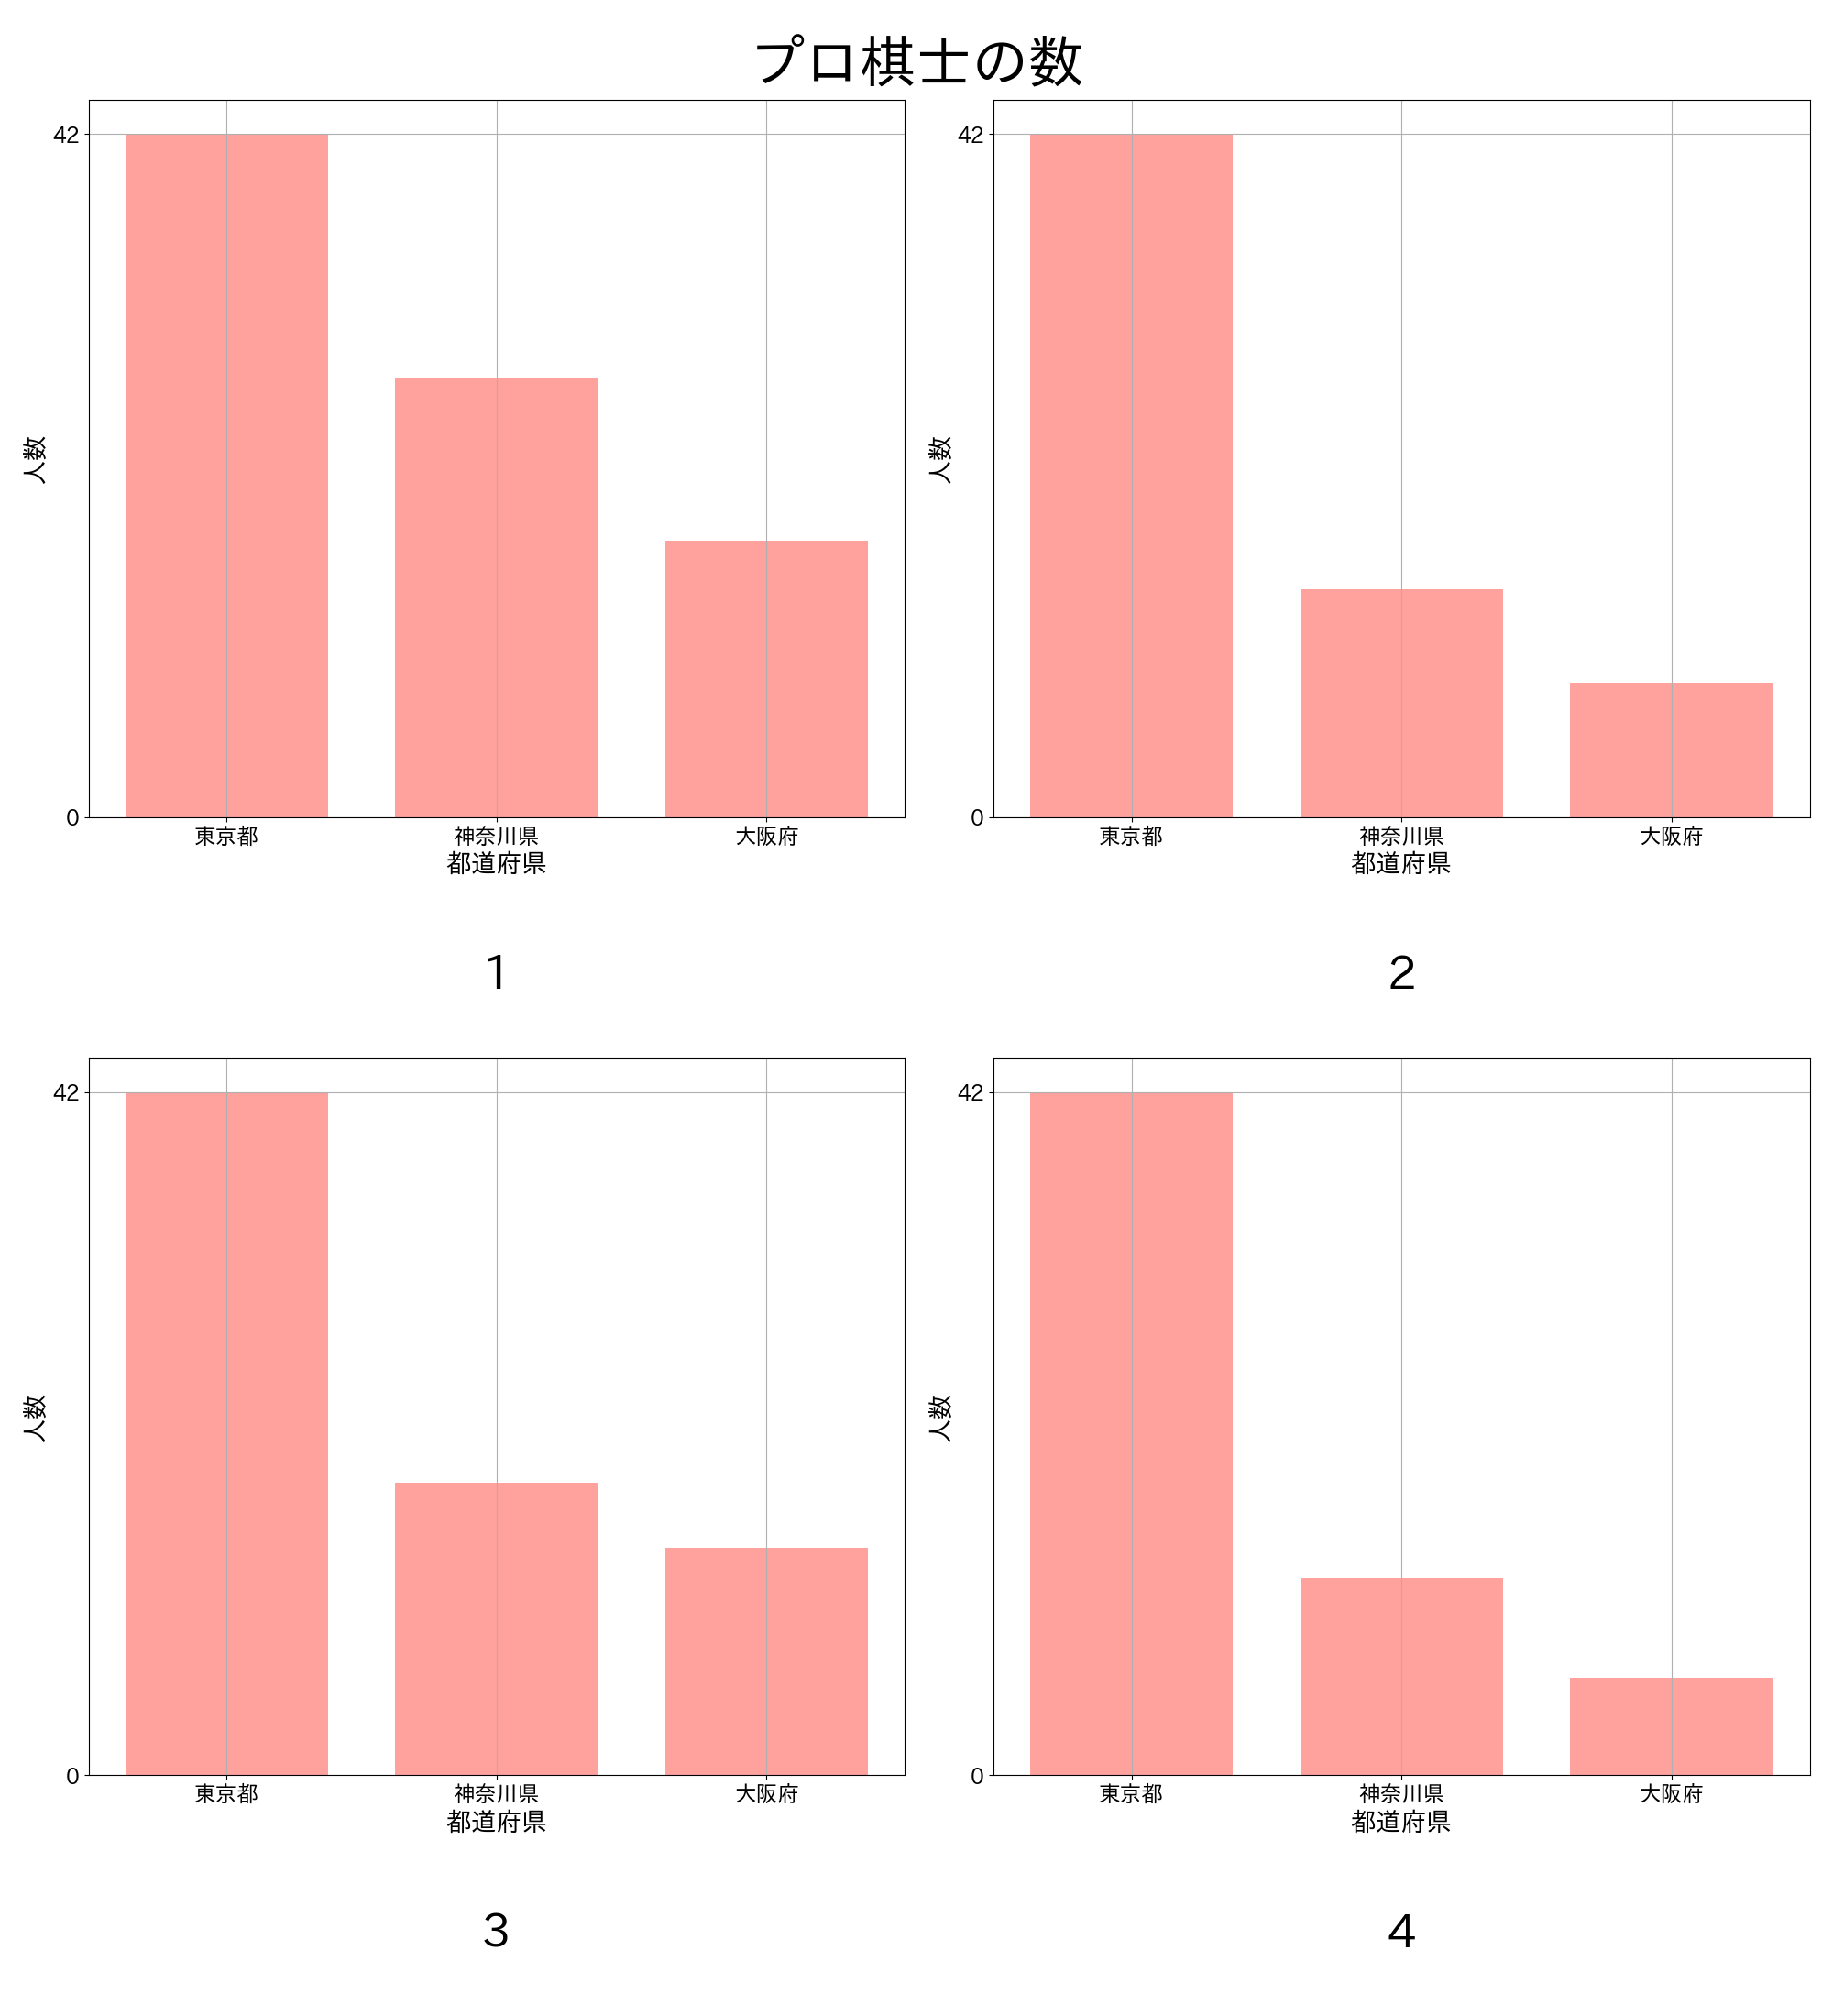 プロ棋士の数
42
人数
0
東京都 神奈川県 大阪府
都道府県
1
42
人数
0
東京都 神奈川県 大阪府
都道府県
2
42
人数
0
東京都 神奈川県 大阪府
都道府県
3
42
人数
0
東京都 神奈川県 大阪府
都道府県
4